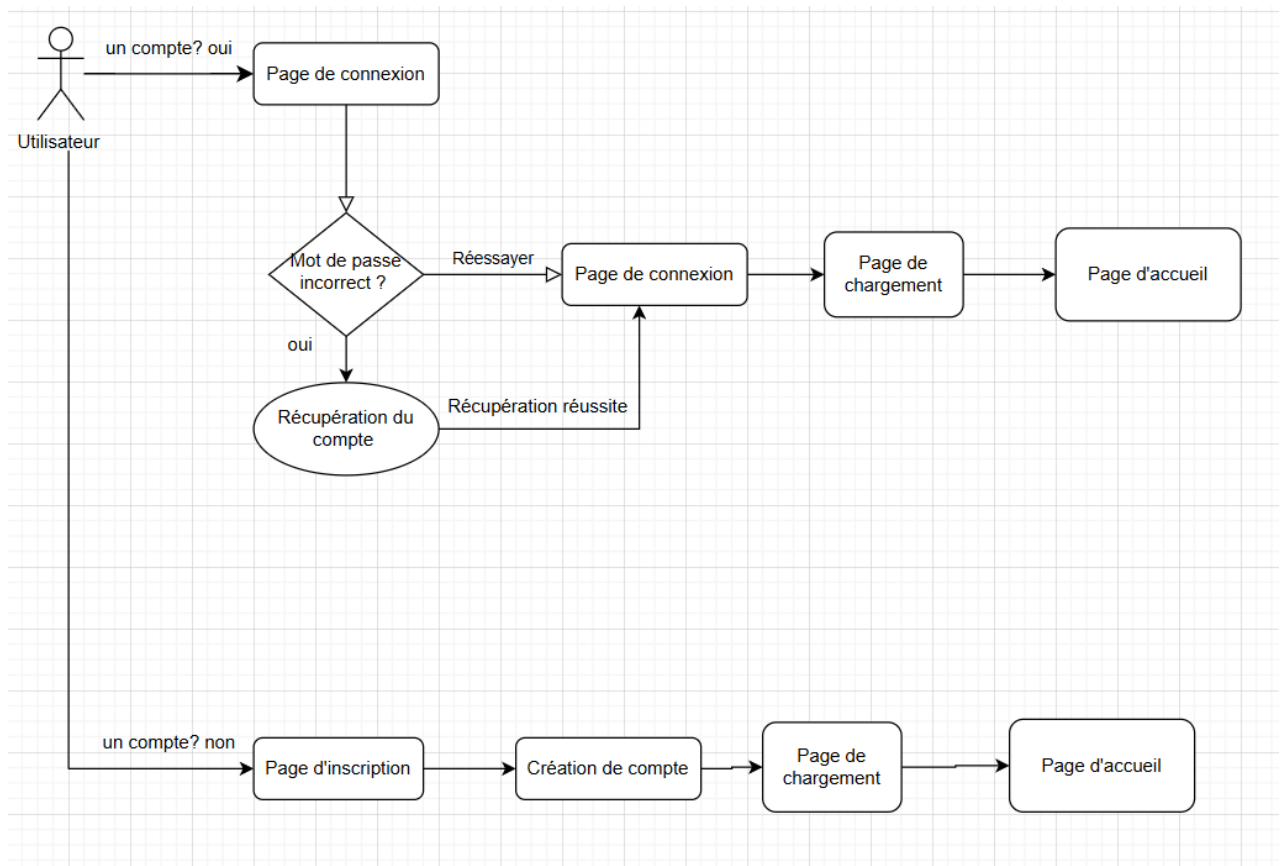 un compte? oui
Page de connexion
Utilisateur
Mot de passe
incorrect ?
Réessayer
Page de connexion
Page de
chargement
Page d'accueil
oui
Récupération du
compte
Récupération réussite
un compte? non
Page d'inscription
Création de compte
Page de
chargement
Page d'accueil